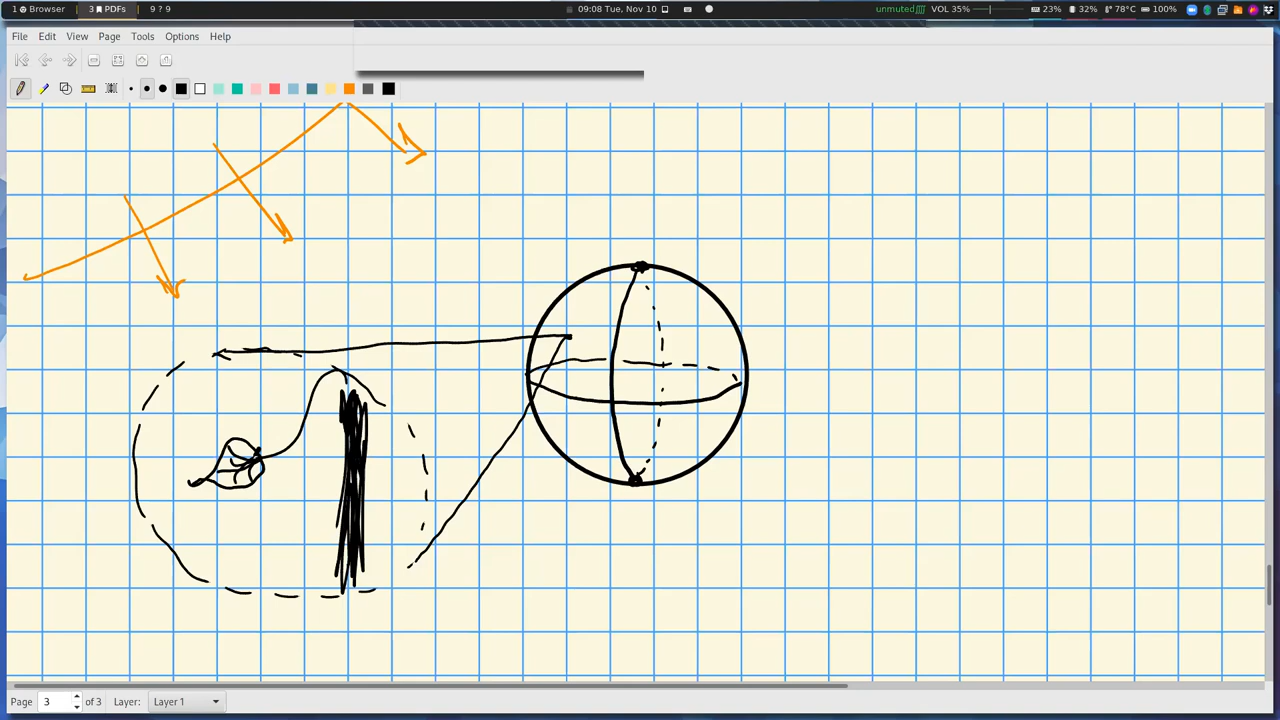 1 Browser 3 PDFs 9 ? 9 09:08 Tue, Nov 10 unmuted VOL 35% 23% 32% 78°C 100%
File Edit View Page Tools Options Help
Page 3 of 3 Layer: Layer 1